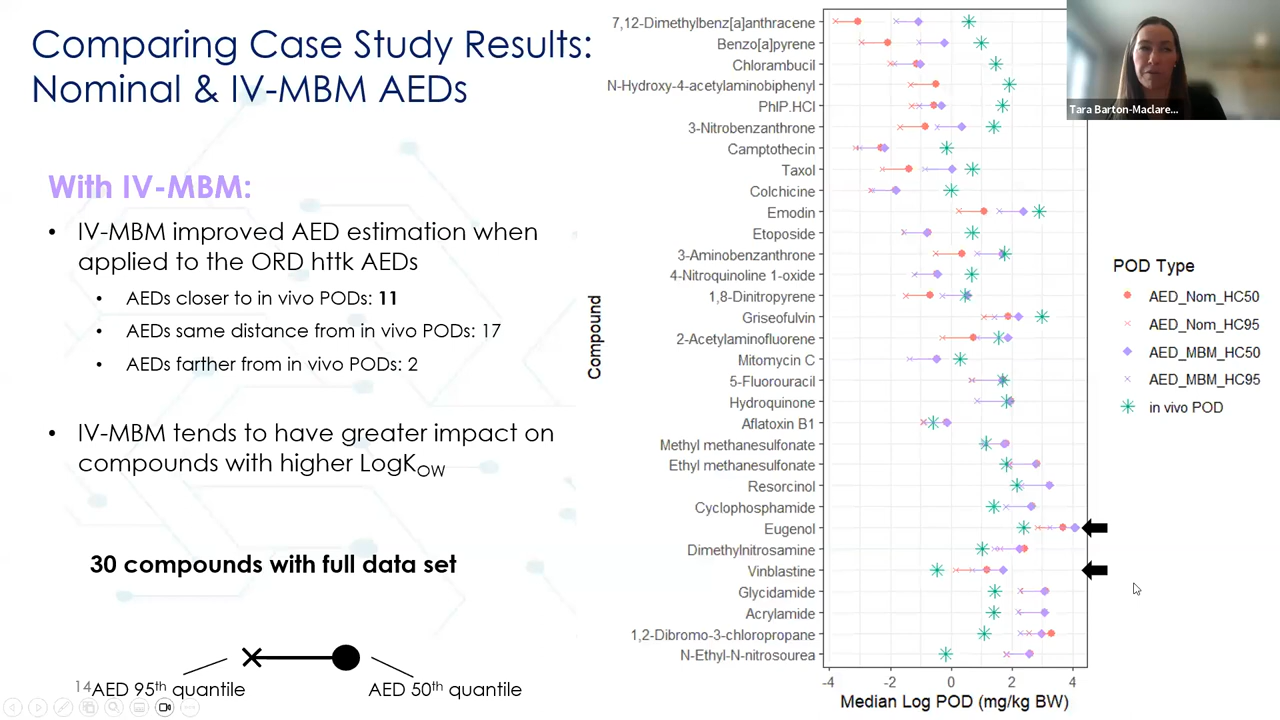 Comparing Case Study Results:
Nominal & IV-MBM AEDs
With IV-MBM:
• IV-MBM improved AED estimation when
applied to the ORD httk AEDs
• AEDs closer to in vivo PODs: 11
• AEDs same distance from in vivo PODs: 17
• AEDs farther from in vivo POD: 2
• IV-MBM tends to have greater impact on
compounds with higher LogKOW
30 compounds with full data set
14
AED 95th quantile
AED 50th quantile
Compound
7,12-Dimethylbenz[a]anthracene
Benzo[a]pyrene
Chlorambucil
N-Hydroxy-4-acetylaminobiphenyl
PhIP.HCl
3-Nitrobenzanthrone
Camptothecin
Taxol
Colchicine
Emodin
Etoposide
3-Aminobenzanthrone
4-Nitroquinoline 1-oxide
1,8-Dinitropyrene
Griseofulvin
2-Acetylaminofluorene
Mitomycin C
5-Fluorouracil
Hydroquinone
Aflatoxin B1
Methyl methanesulfonate
Ethyl methanesulfonate
Resorcinol
Cyclophosphamide
Eugenol
Dimethylnitrosamine
Vinblastine
Glycidamide
Acrylamide
1,2-Dibromo-3-chloropropane
N-Ethyl-N-nitrosourea
-4 -2 0 2 4
Median Log POD (mg/kg BW)
POD Type
AED_Nom_HC50
AED_Nom_HC95
AED_MBM_HC50
AED_MBM_HC95
in vivo POD
Tara Barton-Maclare...